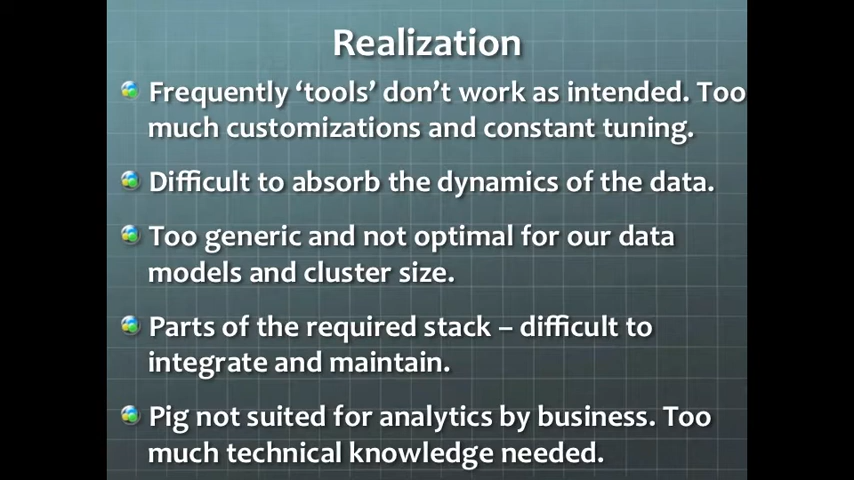 Realization
Frequently ‘tools’ don’t work as intended. Too
much customizations and constant tuning.
Difficult to absorb the dynamics of the data.
Too generic and not optimal for our data
models and cluster size.
Parts of the required stack – difficult to
integrate and maintain.
Pig not suited for analytics by business. Too
much technical knowledge needed.